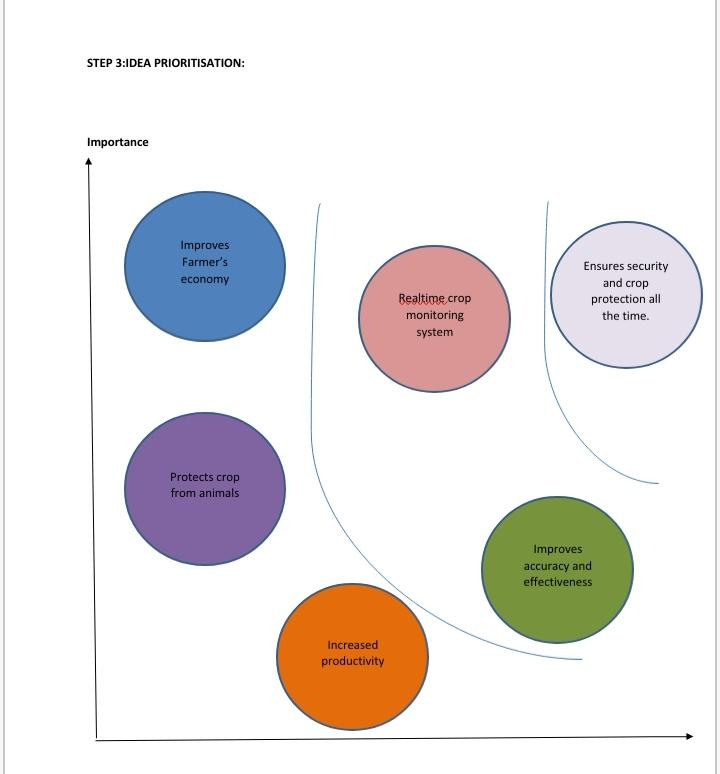 STEP 3:IDEA PRIORITISATION:
Importance
Improves
Farmer’s
economy
Realtime crop
monitoring
system
Ensures security
and crop
protection all
the time.
Protects crop
from animals
Improves
accuracy and
effectiveness
Increased
productivity